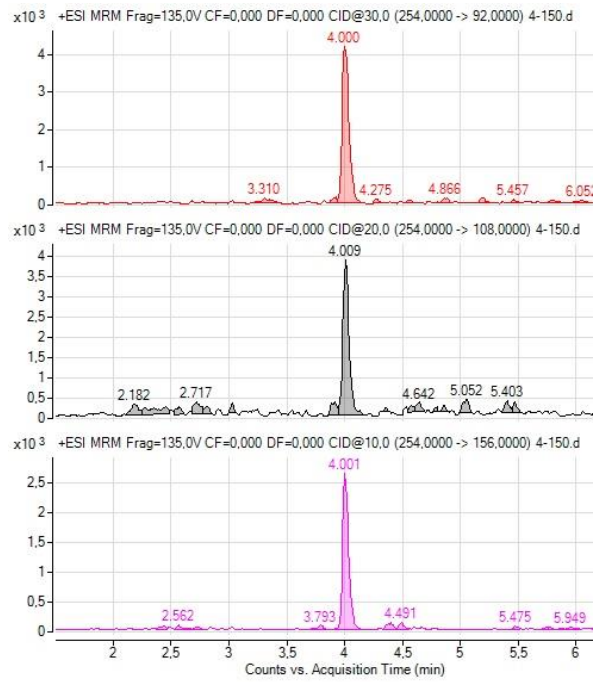 x10 3 +ESI MRM Frag=135,0V CF=0,000 DF=0,000 CID@30,0 (254,0000 -> 92,0000) 4-150.d
4.000
4
3
2
1
3.310 4.275 4.866 5.457 6.052
0
x10 3 +ESI MRM Frag=135,0V CF=0,000 DF=0,000 CID@20,0 (254,0000 -> 108,0000) 4-150.d
4.009
4
3,5
3
2,5
2
1,5
1
2.182 2.717 4.642 5.052 5.403
0,5
0
x10 3 +ESI MRM Frag=135,0V CF=0,000 DF=0,000 CID@10,0 (254,0000 -> 156,0000) 4-150.d
4.001
2,5
2
1,5
1
0,5
2.562 3.793 4.491 5.475 5.949
0
2 2,5 3 3,5 4 4,5 5 5,5 6
Counts vs. Acquisition Time (min)